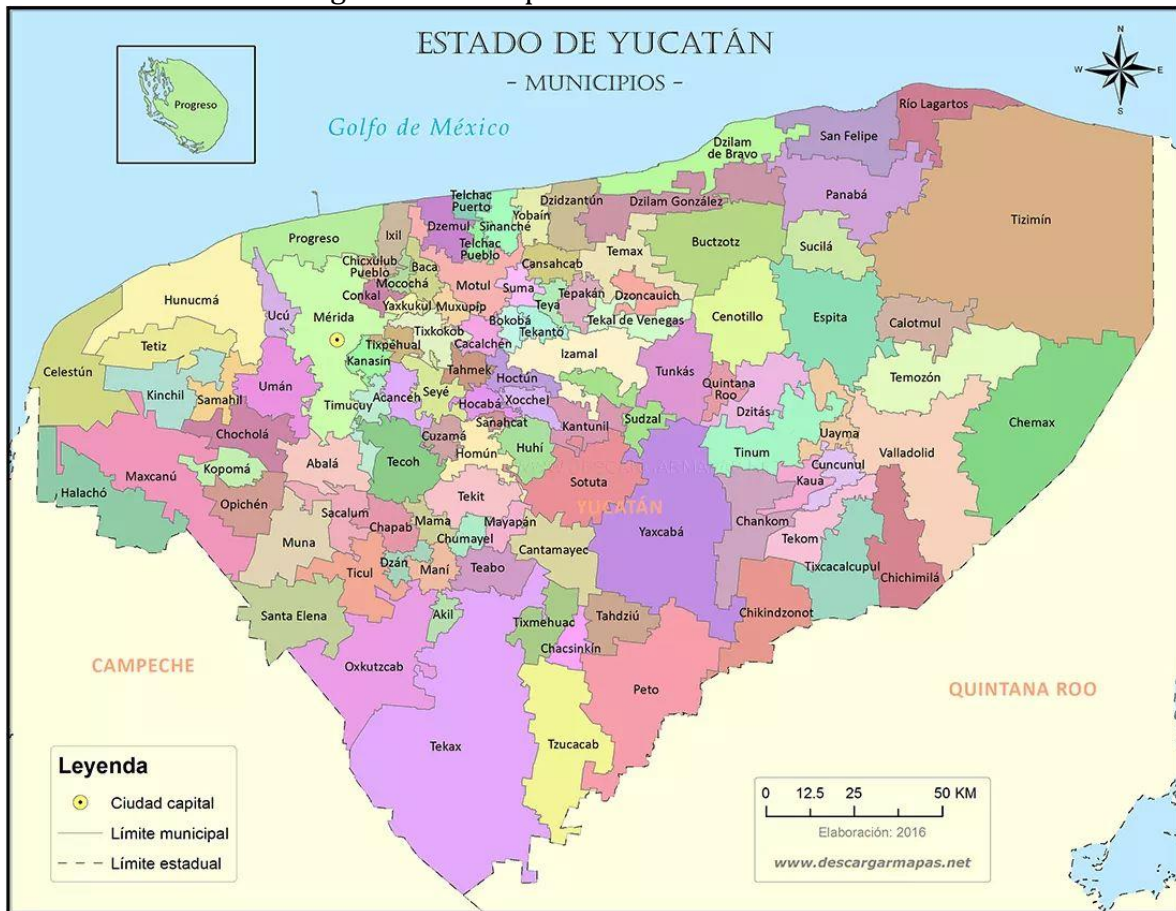 ESTADO DE YUCATÁN
- MUNICIPIOS -
N
W
E
S
Progreso
Golfo de México
Río Lagartos
San Felipe
Dzilam
de Bravo
Panabá
Tizimín
Telchac
Puerto
Dzidzantún
Dzilam González
Yobaín
Ixil
Dzemul
Sinanché
Progreso
Telchac
Pueblo
Temax
Buctzotz
Sucilá
Chicxulub
Pueblo
Baca
Cansahcab
Mocochá
Motul
Suma
Tepakán
Dzoncauich
Hunucmá
Conkal
Yaxkukul
Muxupip
Teya
Ucú
Mérida
Bokobá
Tekal de Venegas
Cenotillo
Espita
Calotmul
Tixkokob
Tekantó
Tetiz
Tixpéhual
Cacalchén
Izamal
Kanasín
Celestún
Tahmek
Hoctún
Tunkás
Temozón
Kinchil
Umán
Quintana
Roo
Samahil
Acanceh
Seyé
Xocchel
Timucuy
Hocabá
Dzitás
Sanahcat
Sudzal
Chemax
Chocholá
Cuzamá
Kantunil
Uayma
Huhí
Tinum
Valladolid
Homún
Abalá
Tecoh
Cuncunul
Kopomá
Maxcanú
Kaua
Sotuta
Halachó
Tekit
Opichén
YUCATÁN
Sacalum
Chapab
Mama
Mayapán
Chankom
Yaxcabá
Tekom
Muna
Chumayel
Cantamayec
Dzán
Maní
Teabo
Tixcacalcupul
Chichimilá
Ticul
Santa Elena
Akil
Tixmehuac
Tahdziú
Chikindzonot
Chacsinkín
CAMPECHE
Oxkutzcab
Peto
QUINTANA ROO
Tekax
Tzucacab
Leyenda
Ciudad capital
Límite municipal
Límite estadual
0 12.5 25 50 KM
Elaboración: 2016
www.descargarmapas.net